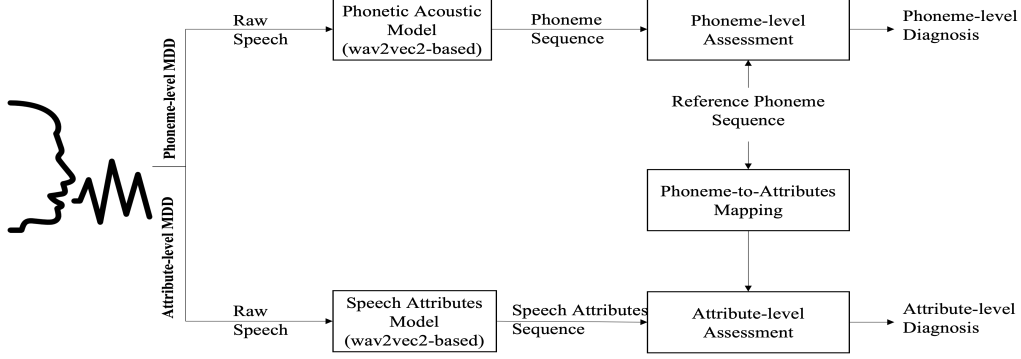 Phoneme-level MDD
Raw
Speech
Phonetic Acoustic
Model
(wav2vec2-based)
Phoneme
Sequence
Phoneme-level
Assessment
Phoneme-level
Diagnosis
Reference Phoneme
Sequence
Phoneme-to-Attributes
Mapping
Attribute-level MDD
Raw
Speech
Speech Attributes
Model
(wav2vec2-based)
Speech Attributes
Sequence
Attribute-level
Assessment
Attribute-level
Diagnosis